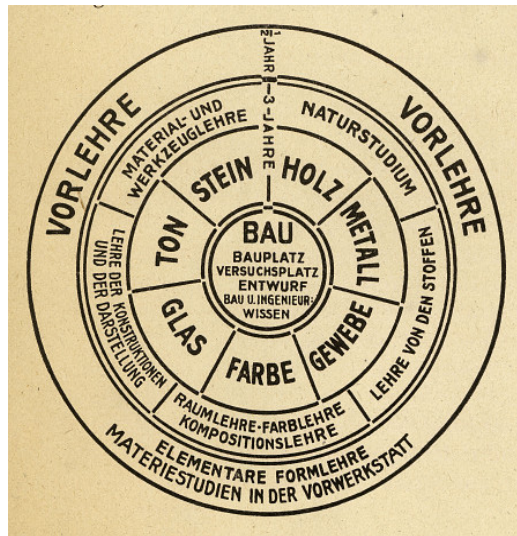 VORLEHRE
VORLEHRE
1/2 JAHR
3 JAHRE
ELEMENTARE FORMLEHRE
MATERIESTUDIEN IN DER VORWERKSTATT
MATERIAL- UND
WERKZEUGLEHRE
NATURSTUDIUM
LEHRE VON DEN STOFFEN
RAUMLEHRE·FARBLEHRE
KOMPOSITIONSLEHRE
LEHRE DER KONSTRUKTIONEN
UND DER DARSTELLUNG
STEIN
HOLZ
METALL
GEWEBE
FARBE
GLAS
TON
BAU
BAUPLATZ
VERSUCHSPLATZ
ENTWURF
BAU U. INGENIEUR:
WISSEN